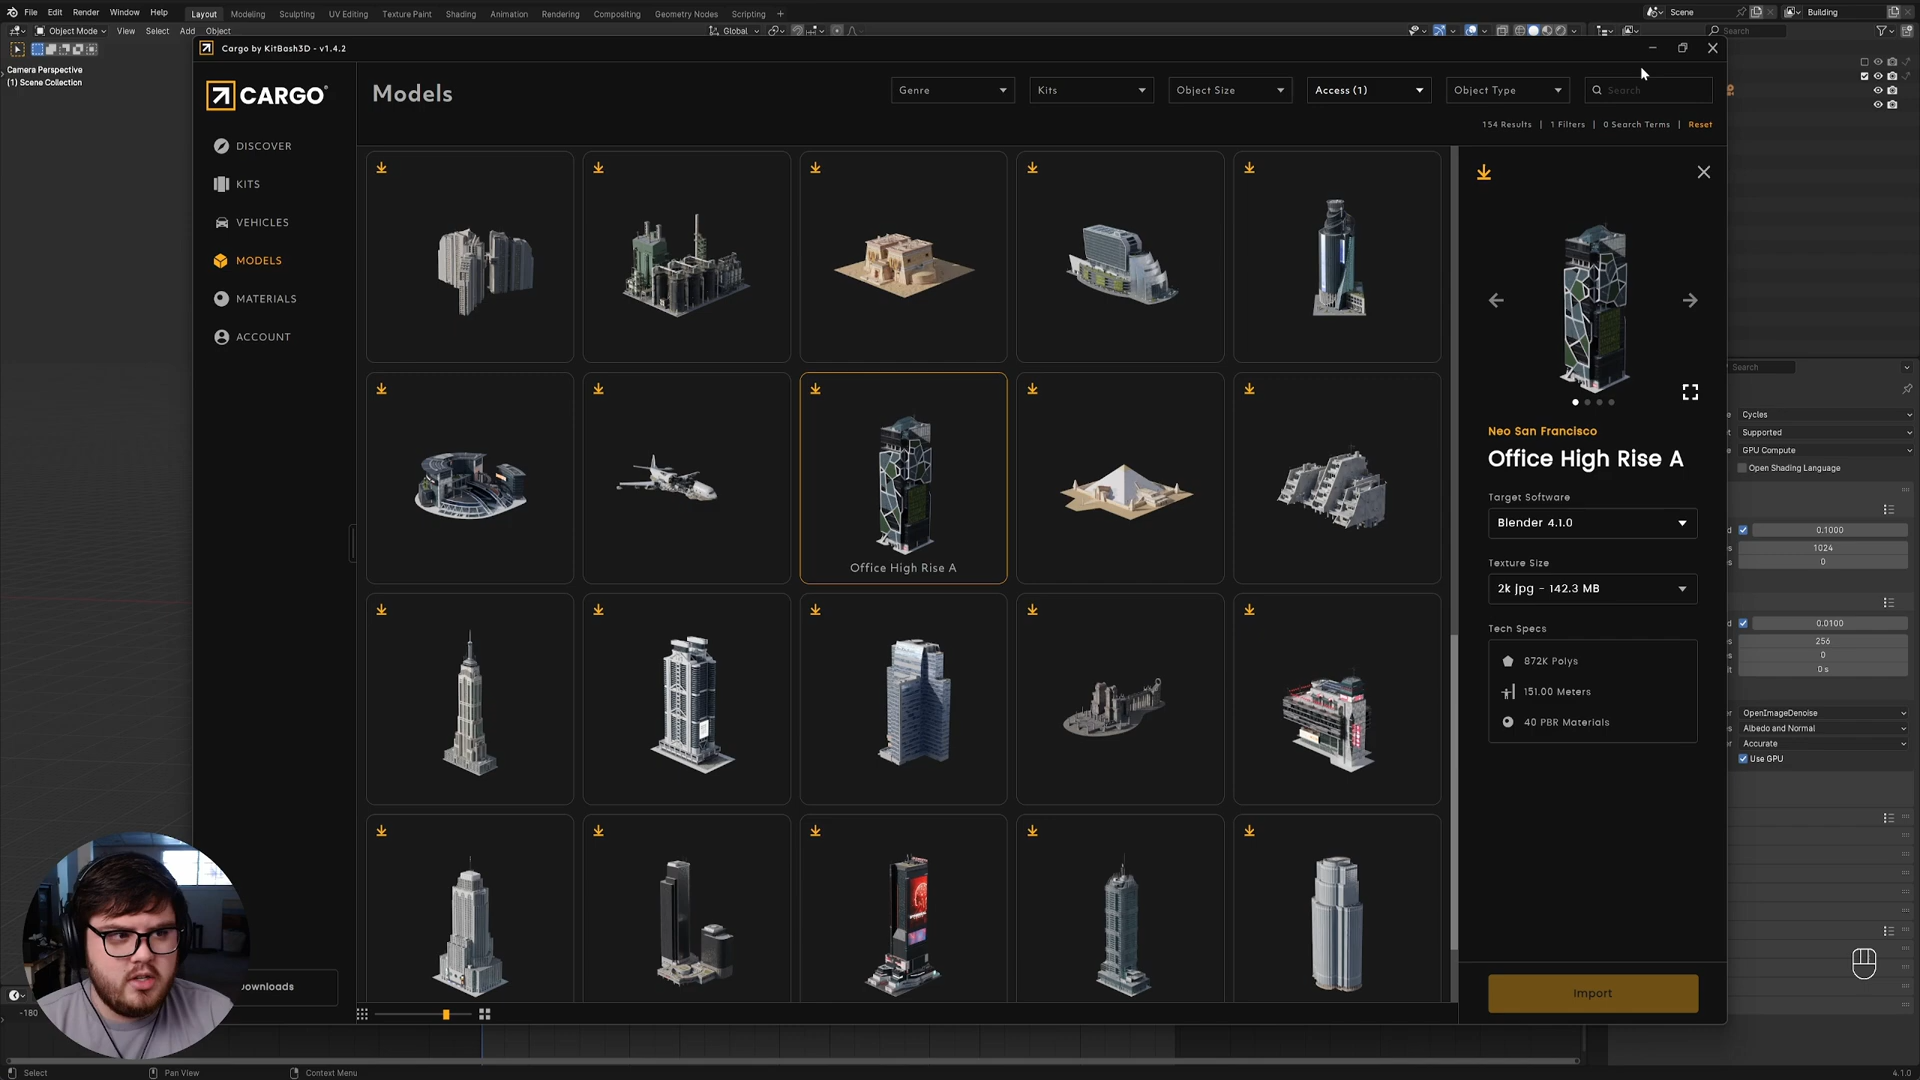 File Edit Render Window Help Layout Modeling Sculpting UV Editing Texture Paint Shading Animation Rendering Compositing Geometry Nodes Scripting + Scene Building
Object Mode View Select Add Object Global Search
Camera Perspective
(1) Scene Collection
Cargo by KitBash3D - v1.4.2
CARGO
DISCOVER
KITS
VEHICLES
MODELS
MATERIALS
ACCOUNT
Models
Genre Kits Object Size Access (1) Object Type Search
154 Results | 1 Filters | 0 Search Terms | Reset
Office High Rise A
Neo San Francisco
Office High Rise A
Target Software
Blender 4.1.0
Texture Size
2k jpg - 142.3 MB
Tech Specs
872K Polys
151.00 Meters
40 PBR Materials
Import
Search
Cycles
Supported
GPU Compute
Open Shading Language
0.1000
1024
0
0.0100
256
0
0 s
OpenImageDenoise
Albedo and Normal
Accurate
Use GPU
-180
Select Pan View Context Menu 4.1.0